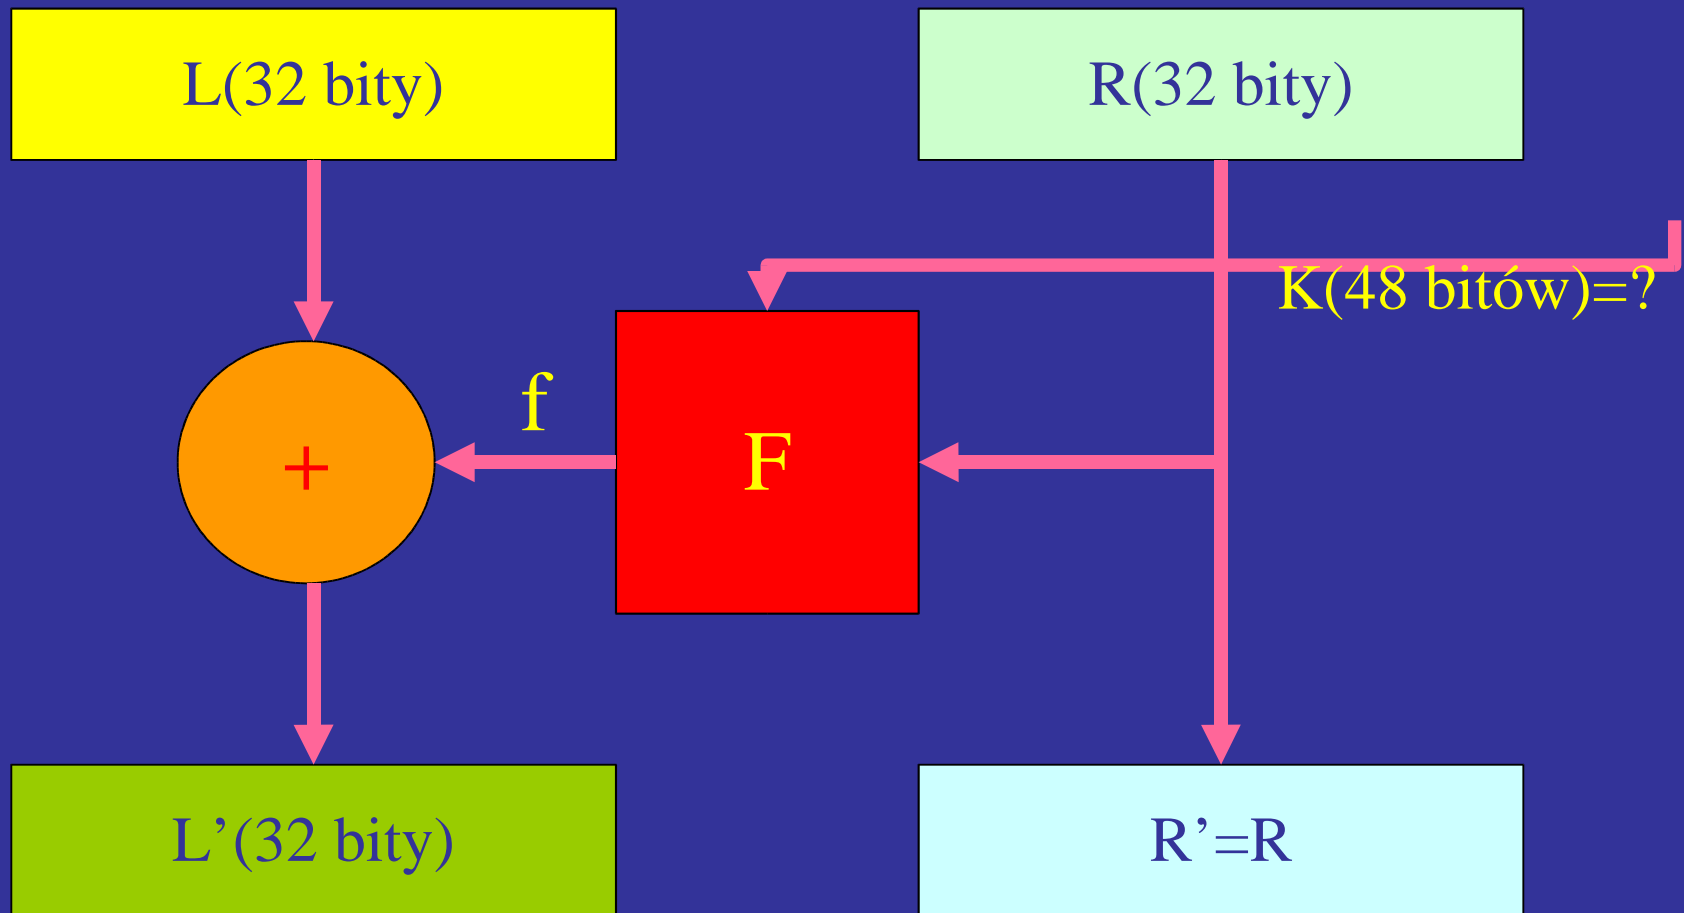 L(32 bity)
R(32 bity)
K(48 bitów)=?
f
F
+
L’(32 bity)
R’=R